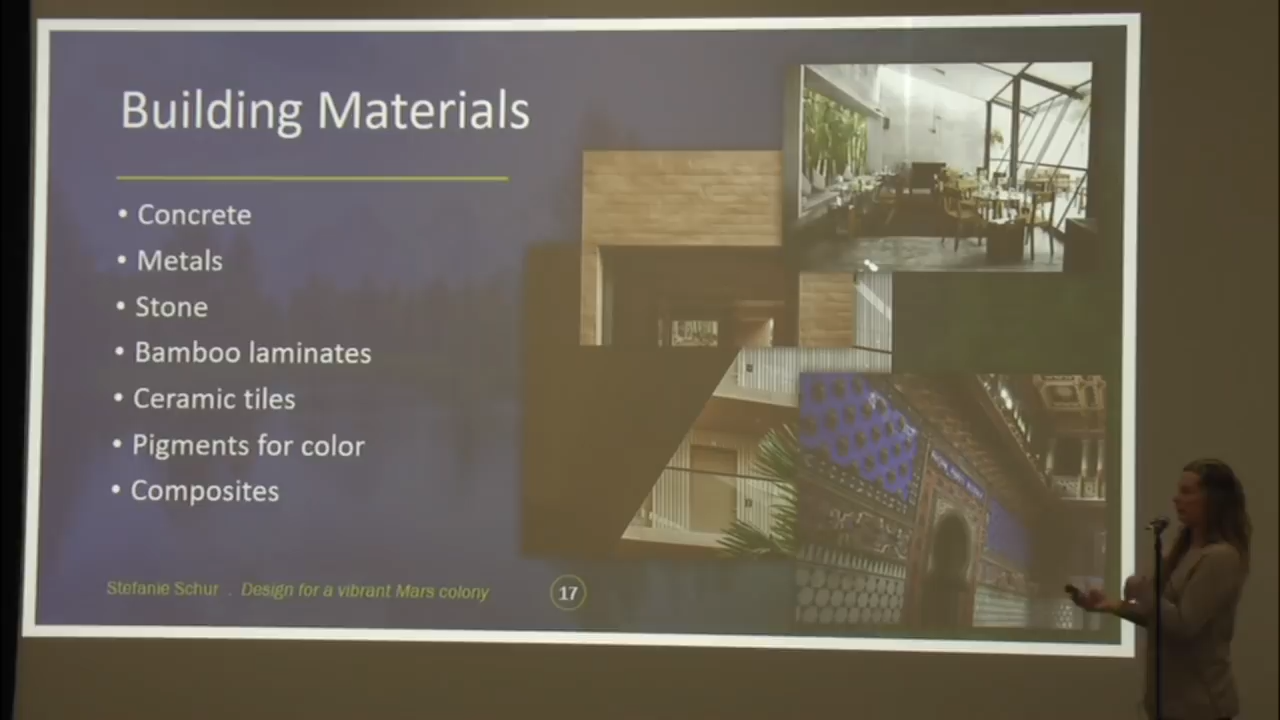 Building Materials
• Concrete
• Metals
• Stone
• Bamboo laminates
• Ceramic tiles
• Pigments for color
• Composites
Stefanie Schur . Design for a vibrant Mars colony
17